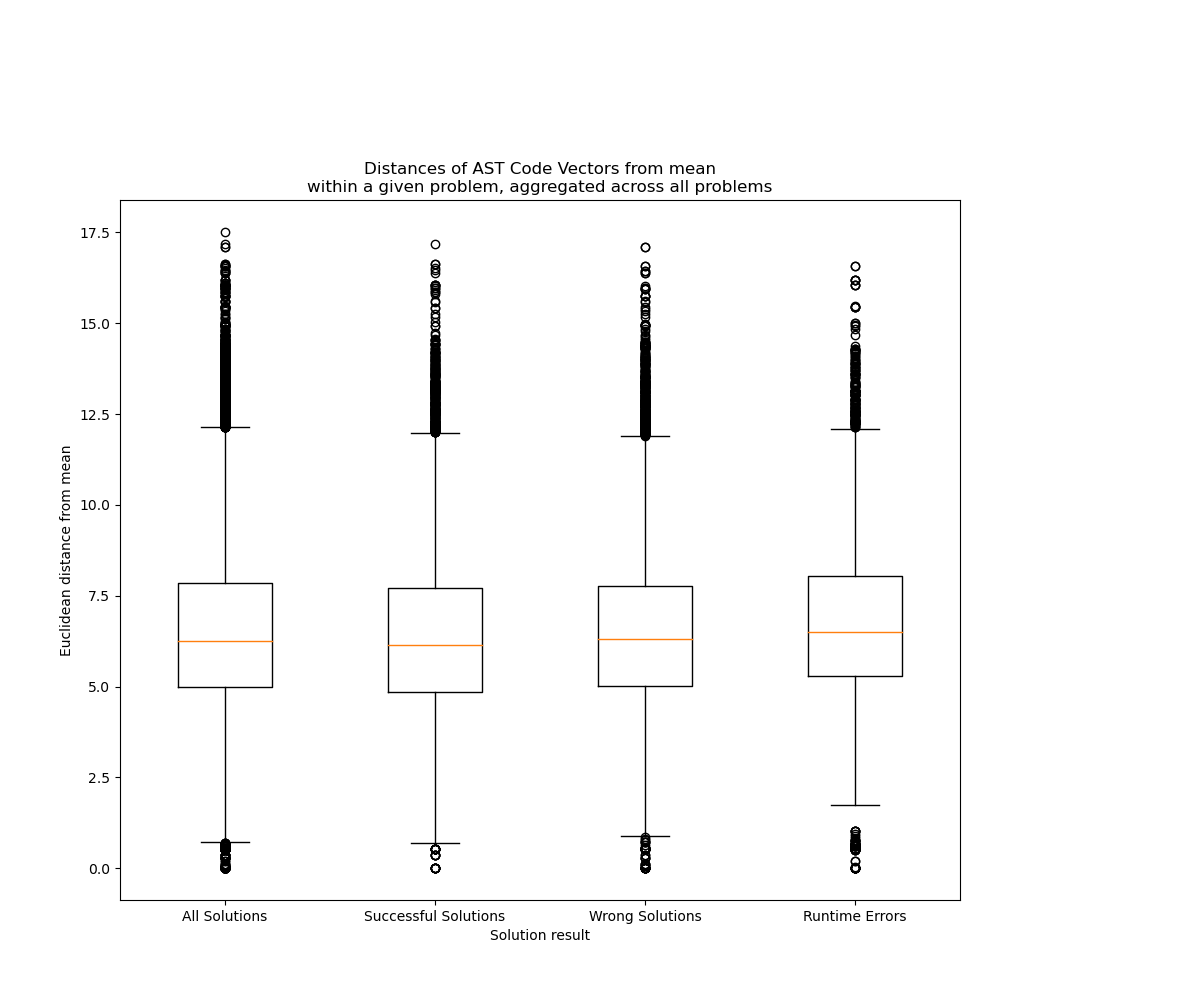 Distances of AST Code Vectors from mean
within a given problem, aggregated across all problems
Euclidean distance from mean
17.5
15.0
12.5
10.0
7.5
5.0
2.5
0.0
All Solutions
Successful Solutions
Wrong Solutions
Runtime Errors
Solution result